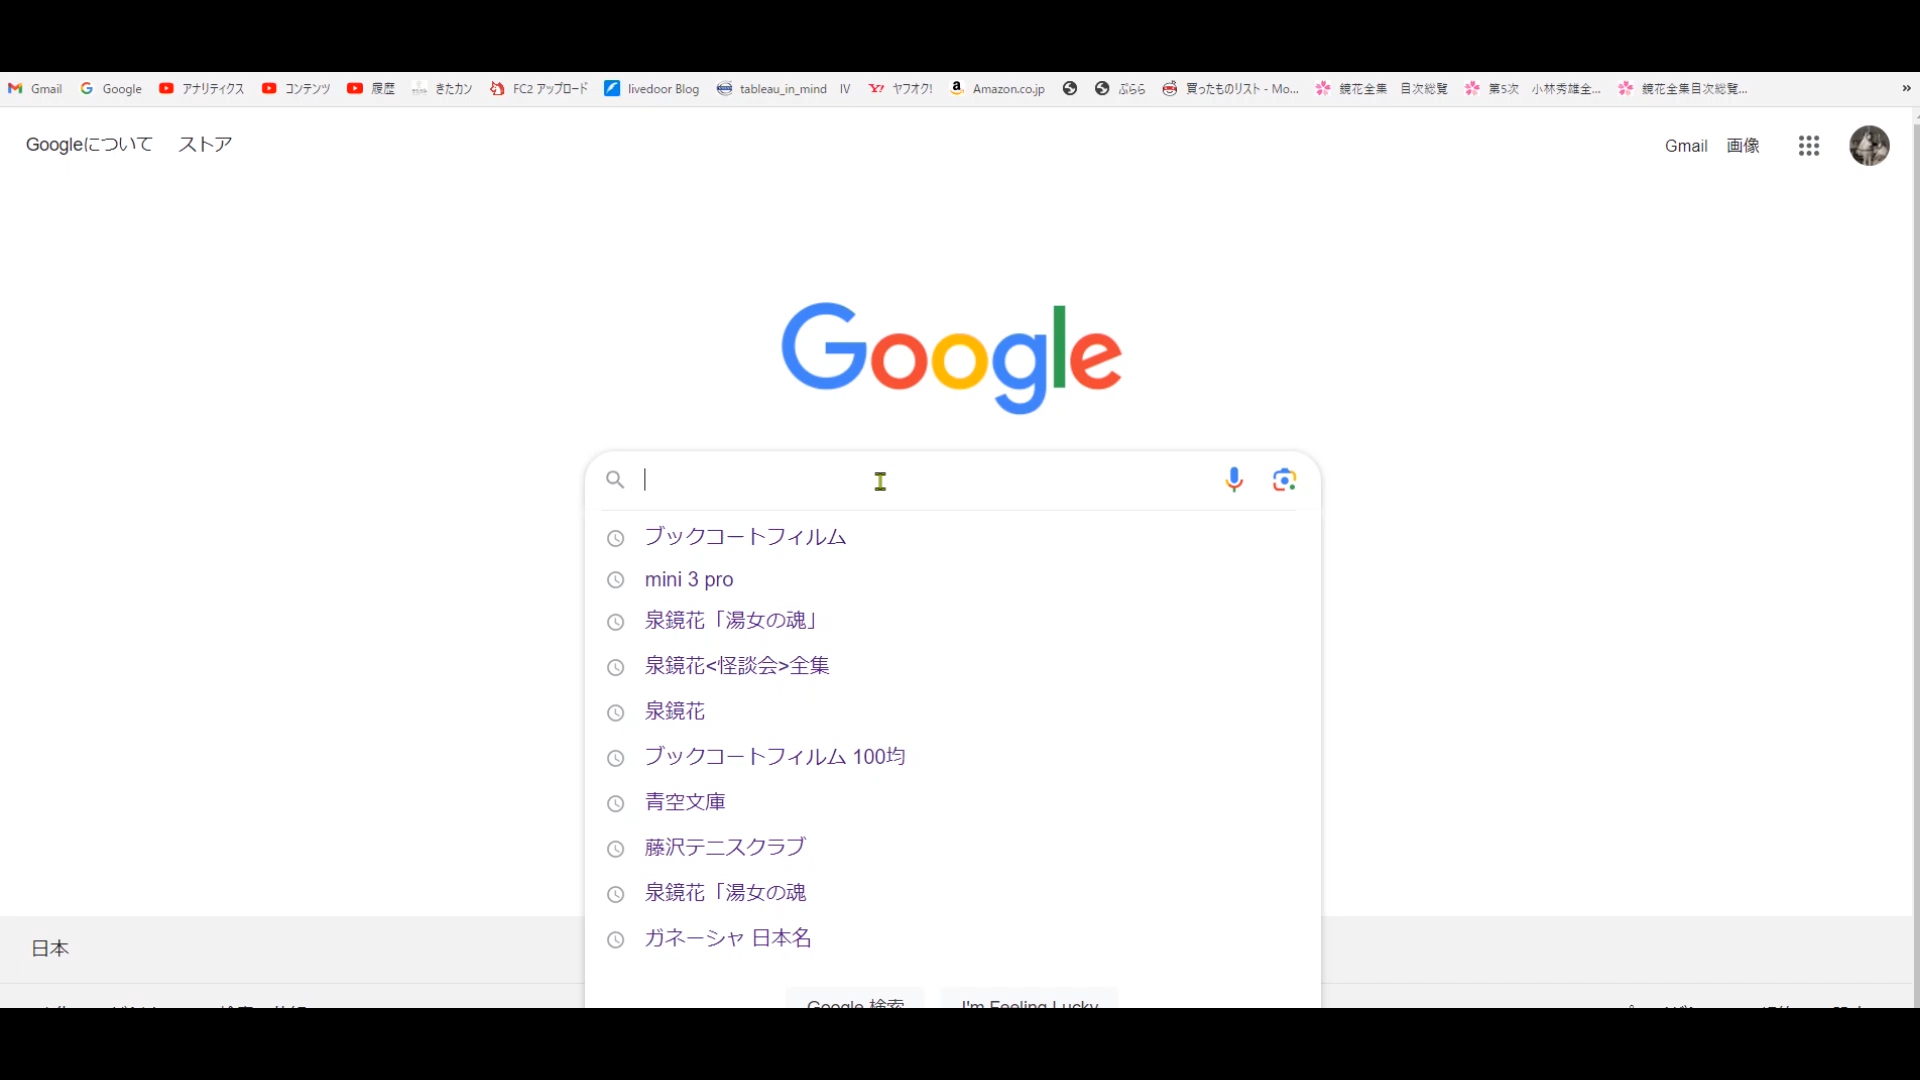 Gmail Google アナリティクス コンテンツ 履歴 きたカン FC2 アップロード livedoor Blog tableau_in_mind IV ヤフオク! Amazon.co.jp ぷらら 買ったものリスト - Mo... 鏡花全集 目次総覧 第5次 小林秀雄全... 鏡花全集目次総覧... »
Googleについて ストア Gmail 画像
Google
ブックコートフィルム
mini 3 pro
泉鏡花「湯女の魂」
泉鏡花<怪談会>全集
泉鏡花
ブックコートフィルム 100均
青空文庫
藤沢テニスクラブ
泉鏡花「湯女の魂
ガネーシャ 日本名
日本
Google 検索 I'm Feeling Lucky